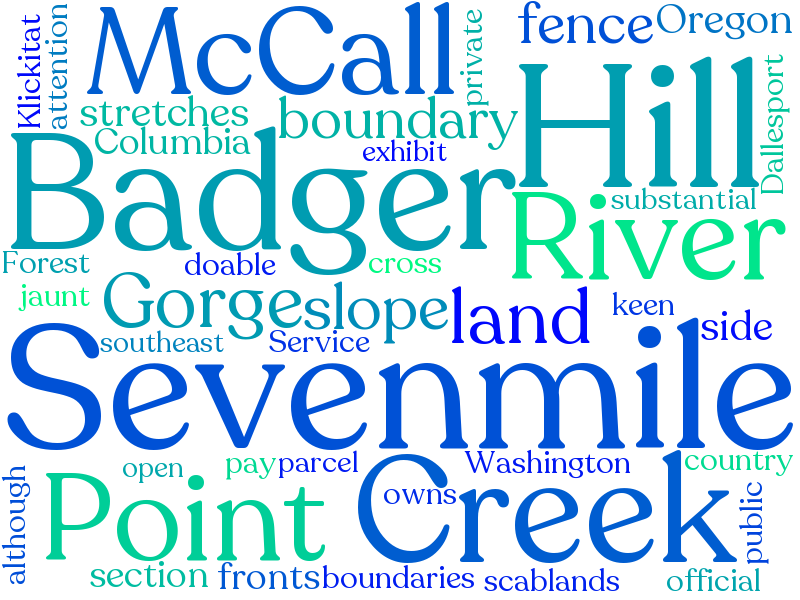 Klickitat
attention
McCall
private
fence
Oregon
stretches
Columbia
boundary
exhibit
Hill
Dallesport
Badger
substantial
River
Forest
doable
cross
jaunt
Gorge
slope
land
keen
side
southeast
Service
Sevenmile
although
open
pay
parcel
Washington
country
Point
owns
Creek
public
section
fronts
boundaries
scablands
official